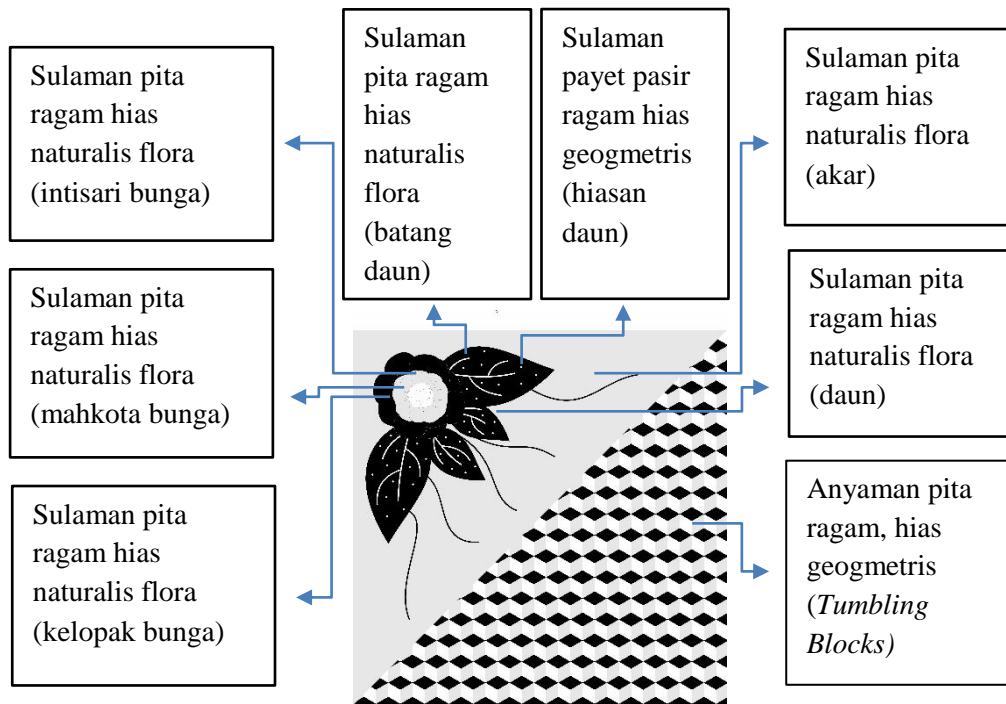 Sulaman pita
ragam hias
naturalis flora
(intisari bunga)
Sulaman
pita ragam
hias
naturalis
flora
(batang
daun)
Sulaman
payet pasir
ragam hias
geogmetris
(hiasan
daun)
Sulaman pita
ragam hias
naturalis flora
(akar)
Sulaman pita
ragam hias
naturalis flora
(mahkota bunga)
Sulaman pita
ragam hias
naturalis flora
(daun)
Sulaman pita
ragam hias
naturalis flora
(kelopak bunga)
Anyaman pita
ragam, hias
geogmetris
(Tumbling
Blocks)